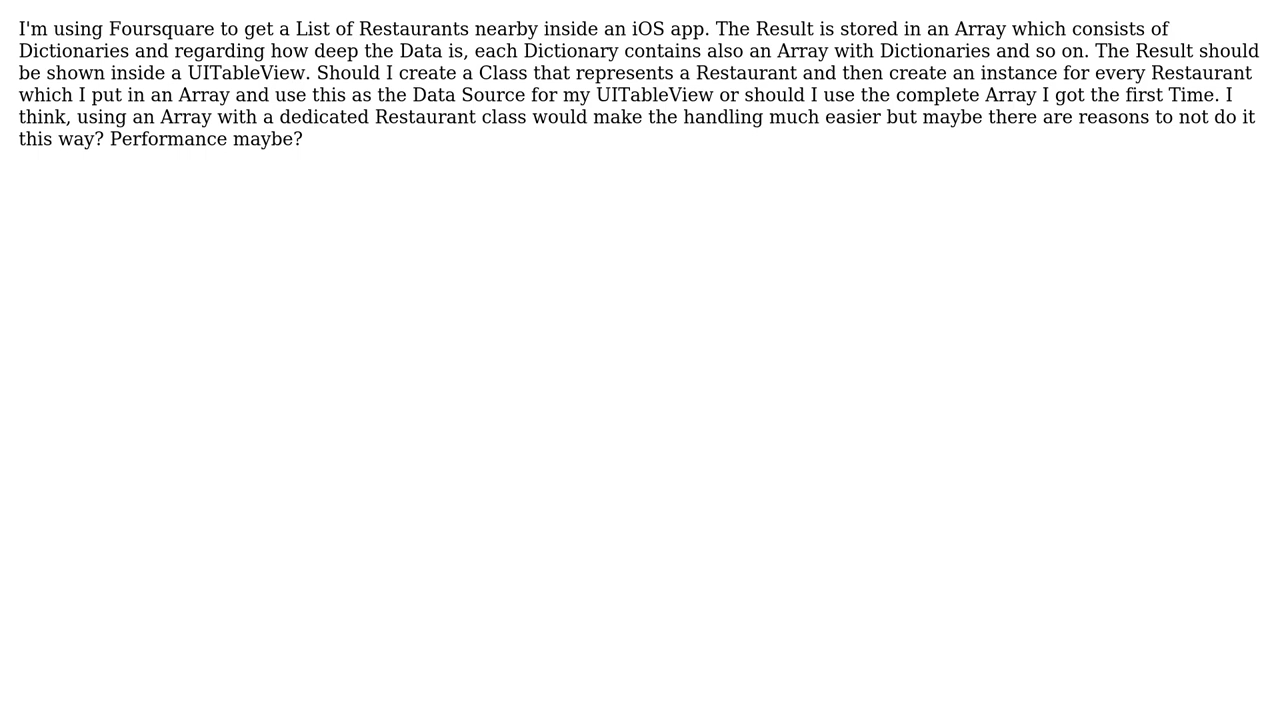 I'm using Foursquare to get a List of Restaurants nearby inside an iOS app. The Result is stored in an Array which consists of
Dictionaries and regarding how deep the Data is, each Dictionary contains also an Array with Dictionaries and so on. The Result should
be shown inside a UITableView. Should I create a Class that represents a Restaurant and then create an instance for every Restaurant
which I put in an Array and use this as the Data Source for my UITableView or should I use the complete Array I got the first Time. I
think, using an Array with a dedicated Restaurant class would make the handling much easier but maybe there are reasons to not do it
this way? Performance maybe?